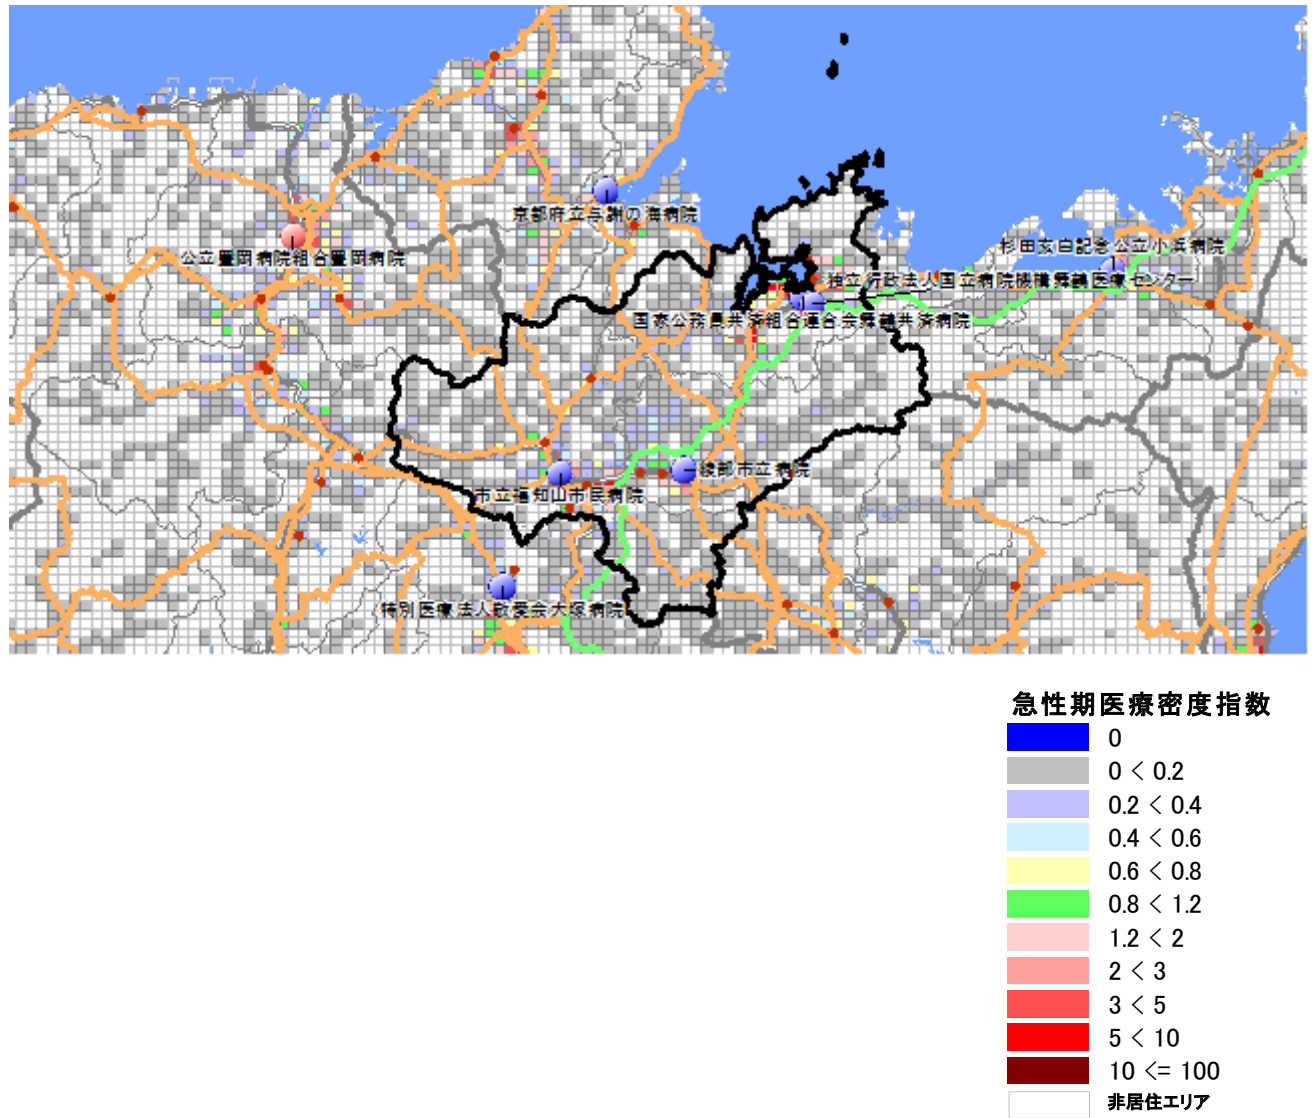 京都府立与謝の海病院
公立豊岡病院組合豊岡病院
杉田玄白記念公立小浜病院
独立行政法人国立病院機構舞鶴医療センター
国家公務員共済組合連合会舞鶴共済病院
綾部市立病院
市立福知山市民病院
特別医療法人敬愛会大塚病院
急性期医療密度指数
0
0 < 0.2
0.2 < 0.4
0.4 < 0.6
0.6 < 0.8
0.8 < 1.2
1.2 < 2
2 < 3
3 < 5
5 < 10
10 <= 100
非居住エリア